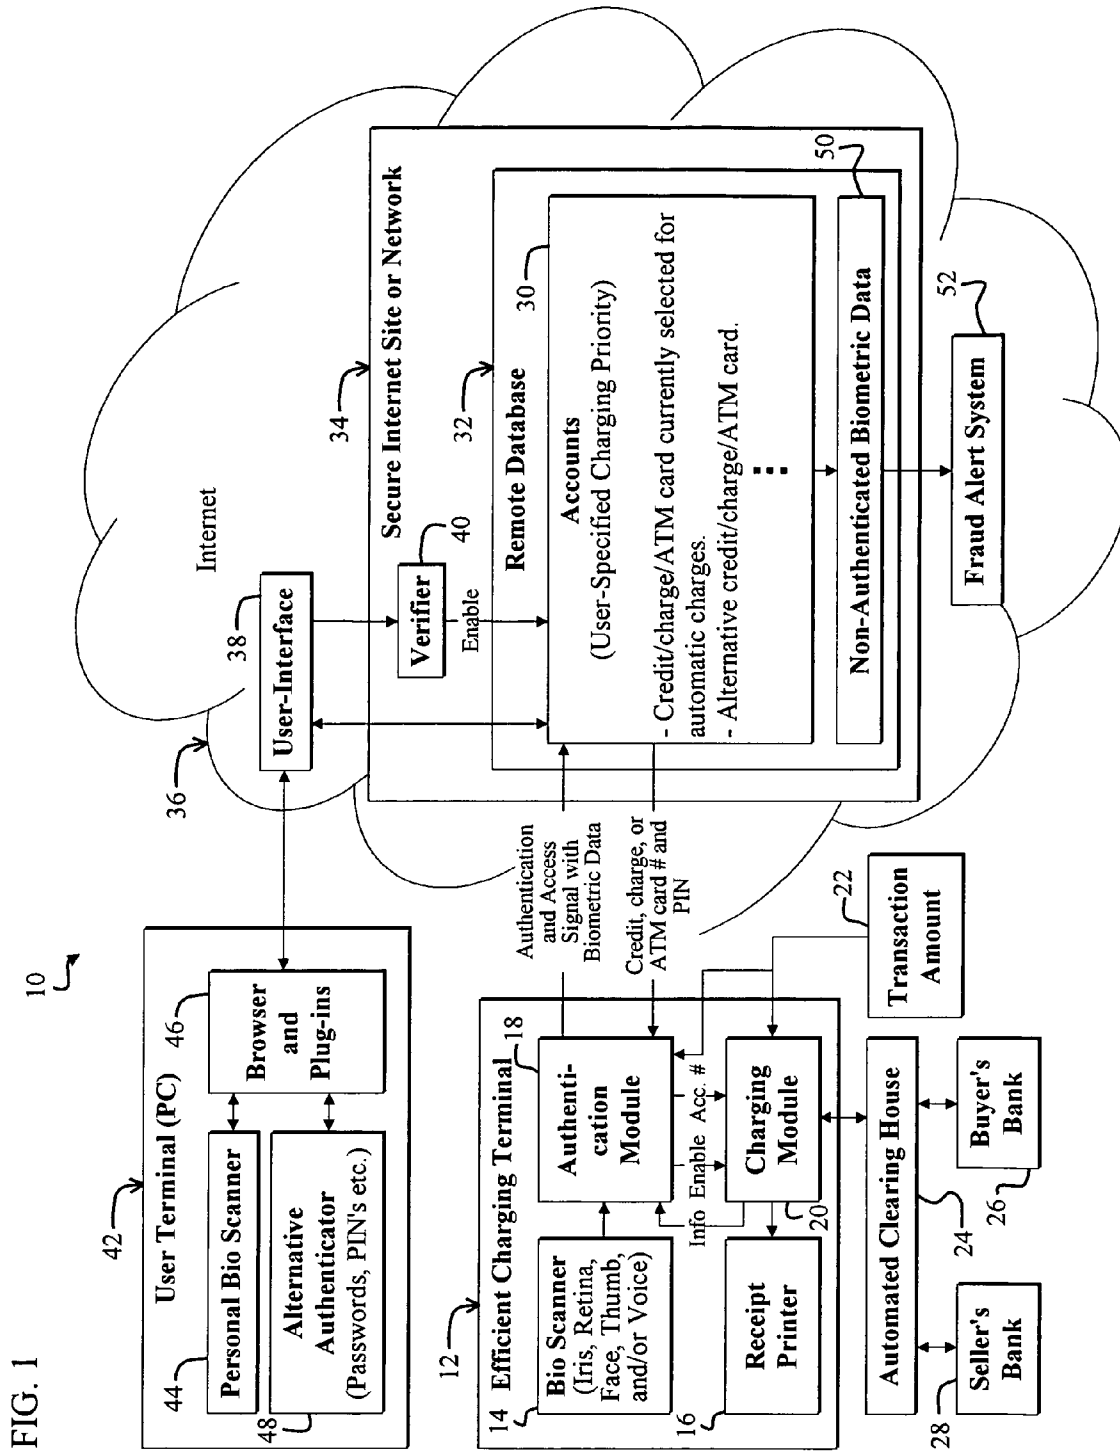 FIG. 1
10
42
User Terminal (PC)
44
Personal Bio Scanner
48
Alternative
Authenticator
(Passwords, PIN's etc.)
46
Browser
and
Plug-ins
36
Internet
38
User-Interface
34
Secure Internet Site or Network
40
Verifier
Enable
32
Remote Database
30
Accounts
(User-Specified Charging Priority)
- Credit/charge/ATM card currently selected for
automatic charges.
- Alternative credit/charge/ATM card.
50
Non-Authenticated Biometric Data
52
Fraud Alert System
Authentication
and Access
Signal with
Biometric Data
Credit, charge, or
ATM card # and
PIN
12
Efficient Charging Terminal
14
Bio Scanner
(Iris, Retina,
Face, Thumb,
and/or Voice)
18
Authenti-
cation
Module
Info Enable Acc. #
16
Receipt
Printer
20
Charging
Module
22
Transaction
Amount
Automated Clearing House
24
28
Seller's
Bank
26
Buyer's
Bank